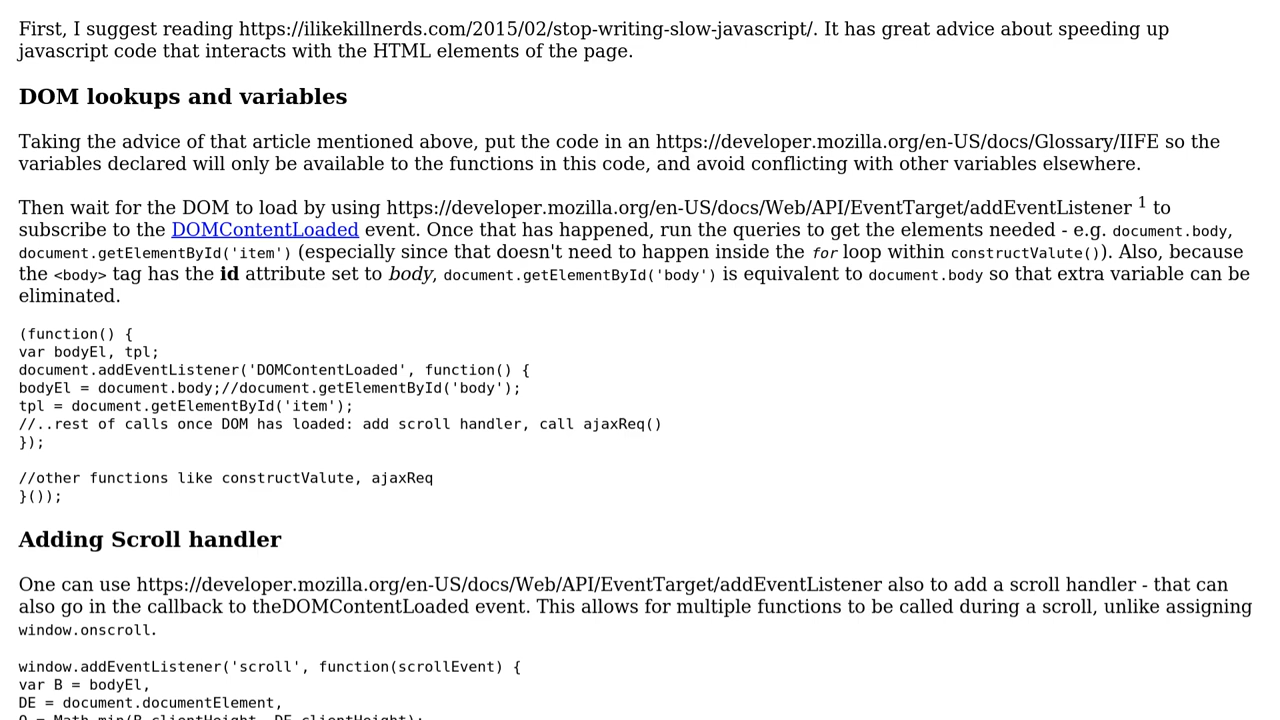 First, I suggest reading https://ilikekillnerds.com/2015/02/stop-writing-slow-javascript/. It has great advice about speeding up
javascript code that interacts with the HTML elements of the page.
DOM lookups and variables
Taking the advice of that article mentioned above, put the code in an https://developer.mozilla.org/en-US/docs/Glossary/IIFE so the
variables declared will only be available to the functions in this code, and avoid conflicting with other variables elsewhere.
Then wait for the DOM to load by using https://developer.mozilla.org/en-US/docs/Web/API/EventTarget/addEventListener 1 to
subscribe to the DOMContentLoaded event. Once that has happened, run the queries to get the elements needed - e.g. document.body,
document.getElementById('item') (especially since that doesn't need to happen inside the for loop within constructValute()). Also, because
the <body> tag has the id attribute set to body, document.getElementById('body') is equivalent to document.body so that extra variable can be
eliminated.
(function() {
var bodyEl, tpl;
document.addEventListener('DOMContentLoaded', function() {
bodyEl = document.body;//document.getElementById('body');
tpl = document.getElementById('item');
//..rest of calls once DOM has loaded: add scroll handler, call ajaxReq()
});
//other functions like constructValute, ajaxReq
}());
Adding Scroll handler
One can use https://developer.mozilla.org/en-US/docs/Web/API/EventTarget/addEventListener also to add a scroll handler - that can
also go in the callback to theDOMContentLoaded event. This allows for multiple functions to be called during a scroll, unlike assigning
window.onscroll.
window.addEventListener('scroll', function(scrollEvent) {
var B = bodyEl,
DE = document.documentElement,
O = Math.min(B.clientHeight, DE.clientHeight);